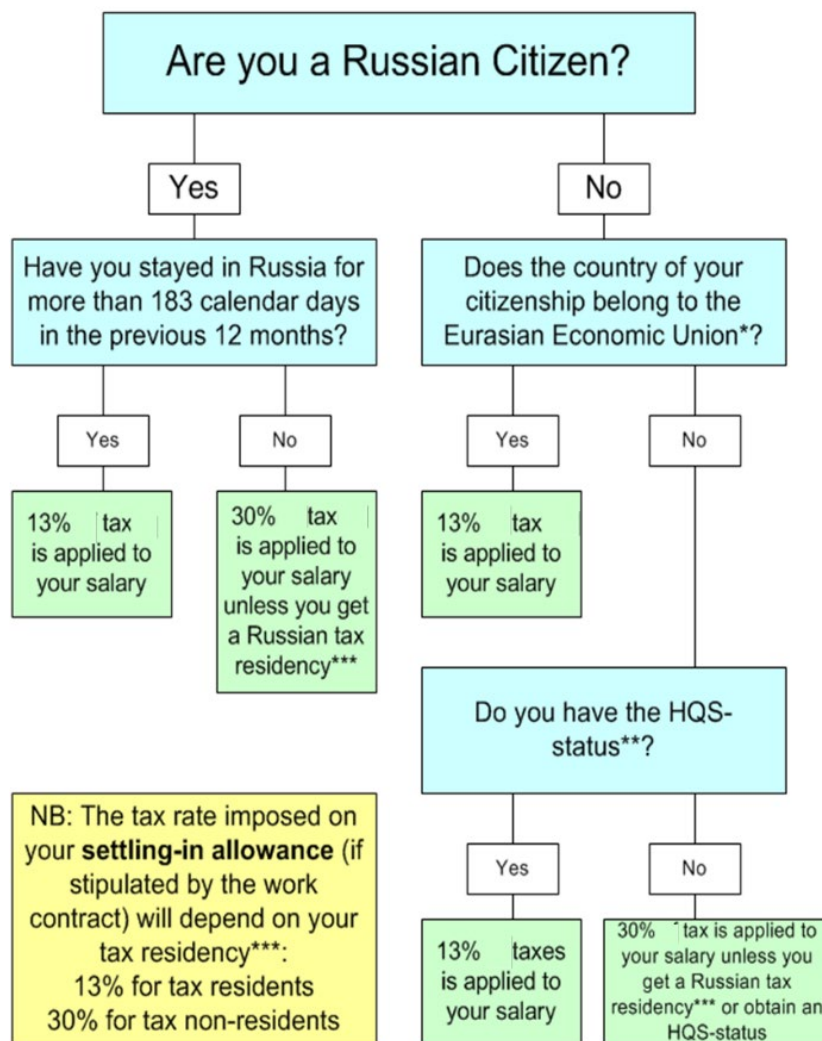 Are you a Russian Citizen?
Yes
No
Have you stayed in Russia for
more than 183 calendar days
in the previous 12 months?
Does the country of your
citizenship belong to the
Eurasian Economic Union*?
Yes
No
Yes
No
13% tax
is applied to
your salary
30% tax
is applied to
your salary
unless you get
a Russian tax
residency***
13% tax
is applied to
your salary
Do you have the HQS-
status**?
NB: The tax rate imposed on
your settling-in allowance (if
stipulated by the work
contract) will depend on your
tax residency***:
13% for tax residents
30% for tax non-residents
Yes
No
13% taxes
is applied to
your salary
30% tax is applied to
your salary unless you
get a Russian tax
residency*** or obtain an
HQS-status